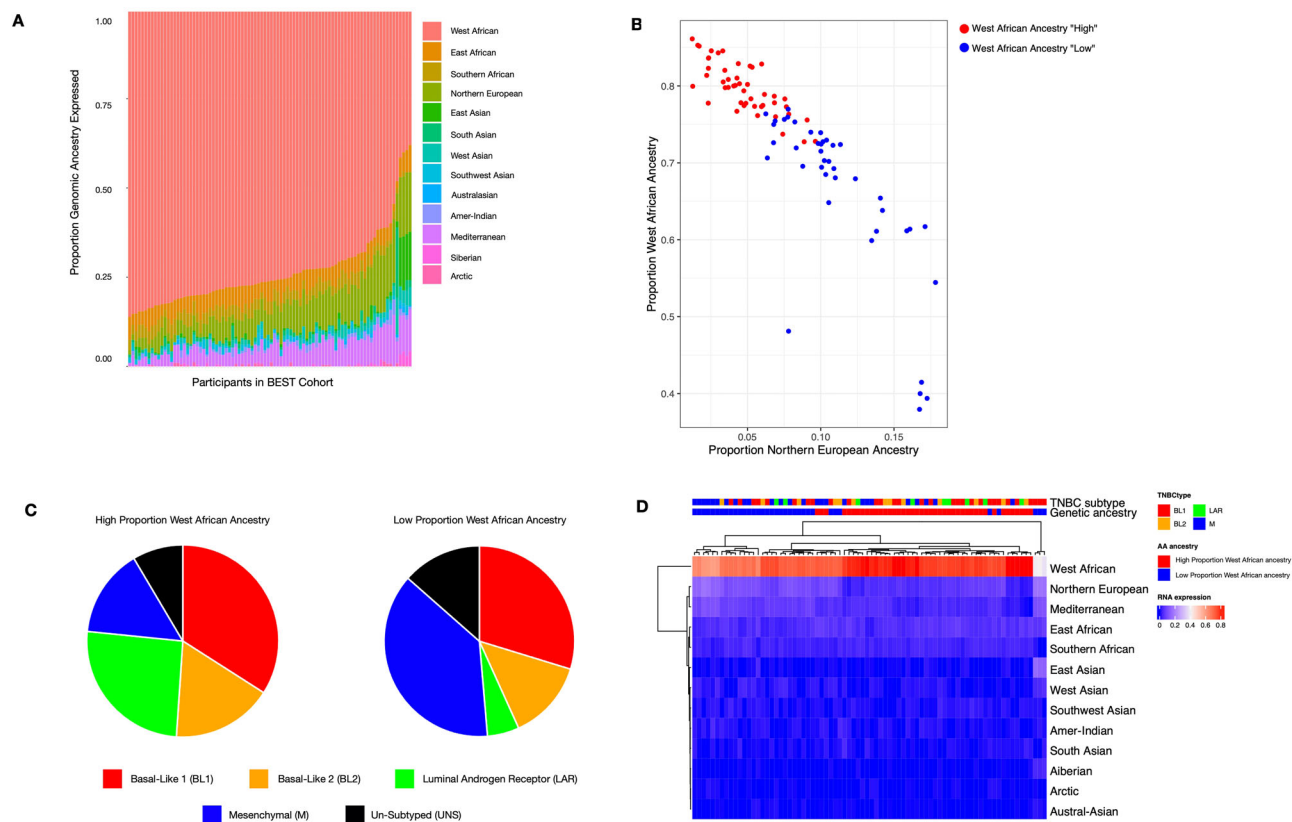 A
1.00
0.75
0.50
0.25
0.00
Proportion Genomic Ancestry Expressed
Participants in BEST Cohort
West African
East African
Southern African
Northern European
East Asian
South Asian
West Asian
Southwest Asian
Australasian
Amer-Indian
Mediterranean
Siberian
Arctic
B
West African Ancestry "High"
West African Ancestry "Low"
Proportion West African Ancestry
0.8
0.7
0.6
0.5
0.4
0.05
0.10
0.15
Proportion Northern European Ancestry
C
High Proportion West African Ancestry
Low Proportion West African Ancestry
Basal-Like 1 (BL1)
Basal-Like 2 (BL2)
Luminal Androgen Receptor (LAR)
Mesenchymal (M)
Un-Subtyped (UNS)
D
TNBC subtype
Genetic ancestry
West African
Northern European
Mediterranean
East African
Southern African
East Asian
West Asian
Southwest Asian
Amer-Indian
South Asian
Aiberian
Arctic
Austral-Asian
TNBCtype
BL1
LAR
BL2
M
AA ancestry
High Proportion West African ancestry
Low Proportion West African ancestry
RNA expression
0 0.2 0.4 0.6 0.8